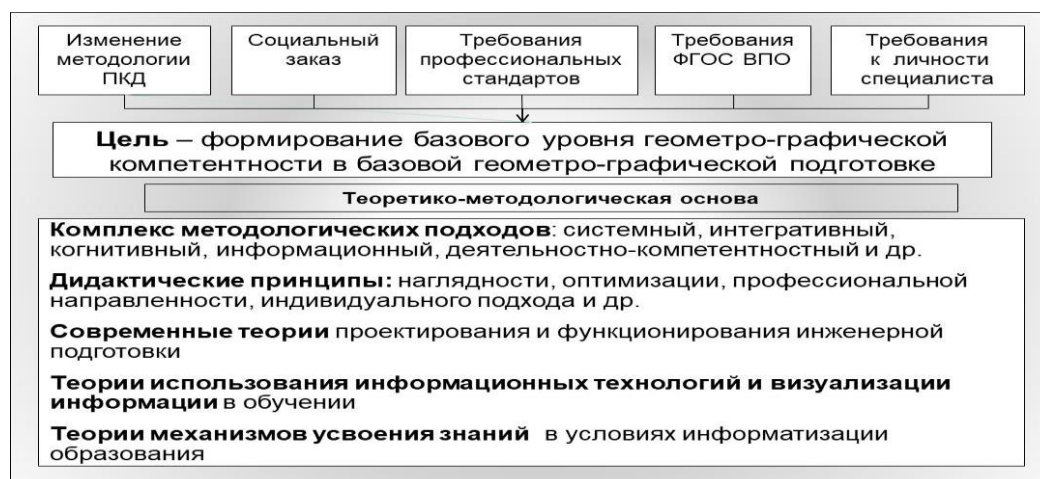 Изменение
методологии
ПКД
Социальный
заказ
Требования
профессиональных
стандартов
Требования
ФГОС ВПО
Требования
к личности
специалиста
Цель – формирование базового уровня геометро-графической
компетентности в базовой геометро-графической подготовке
Теоретико-методологическая основа
Комплекс методологических подходов: системный, интегративный,
когнитивный, информационный, деятельностно-компетентностный и др.
Дидактические принципы: наглядности, оптимизации, профессиональной
направленности, индивидуального подхода и др.
Современные теории проектирования и функционирования инженерной
подготовки
Теории использования информационных технологий и визуализации
информации в обучении
Теории механизмов усвоения знаний в условиях информатизации
образования